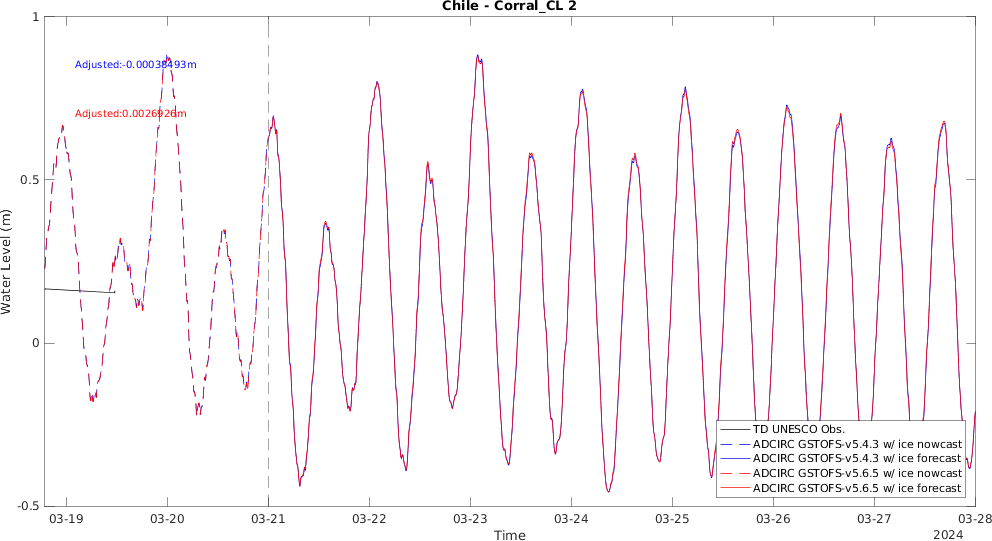 Chile - Corral_CL 2
Adjusted:-0.00038493m
Adjusted:0.0026926m
Water Level (m)
1
0.5
0
-0.5
TD UNESCO Obs.
ADCIRC GSTOFS-v5.4.3 w/ ice nowcast
ADCIRC GSTOFS-v5.4.3 w/ ice forecast
ADCIRC GSTOFS-v5.6.5 w/ ice nowcast
ADCIRC GSTOFS-v5.6.5 w/ ice forecast
03-19 03-20 03-21 03-22 03-23 03-24 03-25 03-26 03-27 03-28
Time
2024